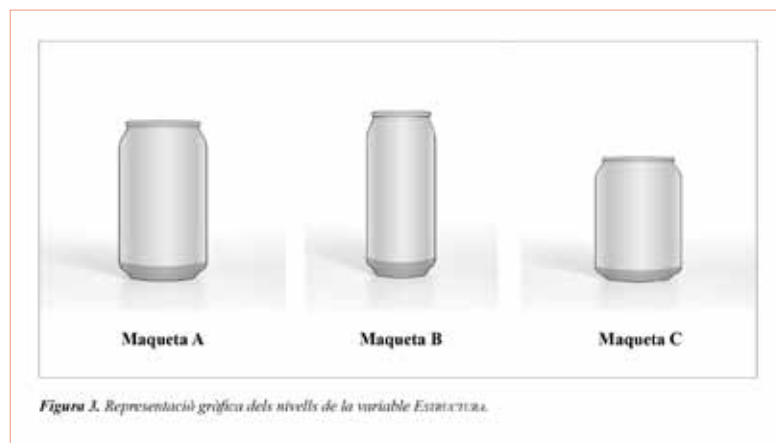 Maqueta A Maqueta B Maqueta C
Figura 3. Representació gràfica dels nivells de la variable ESTRUCTURA.